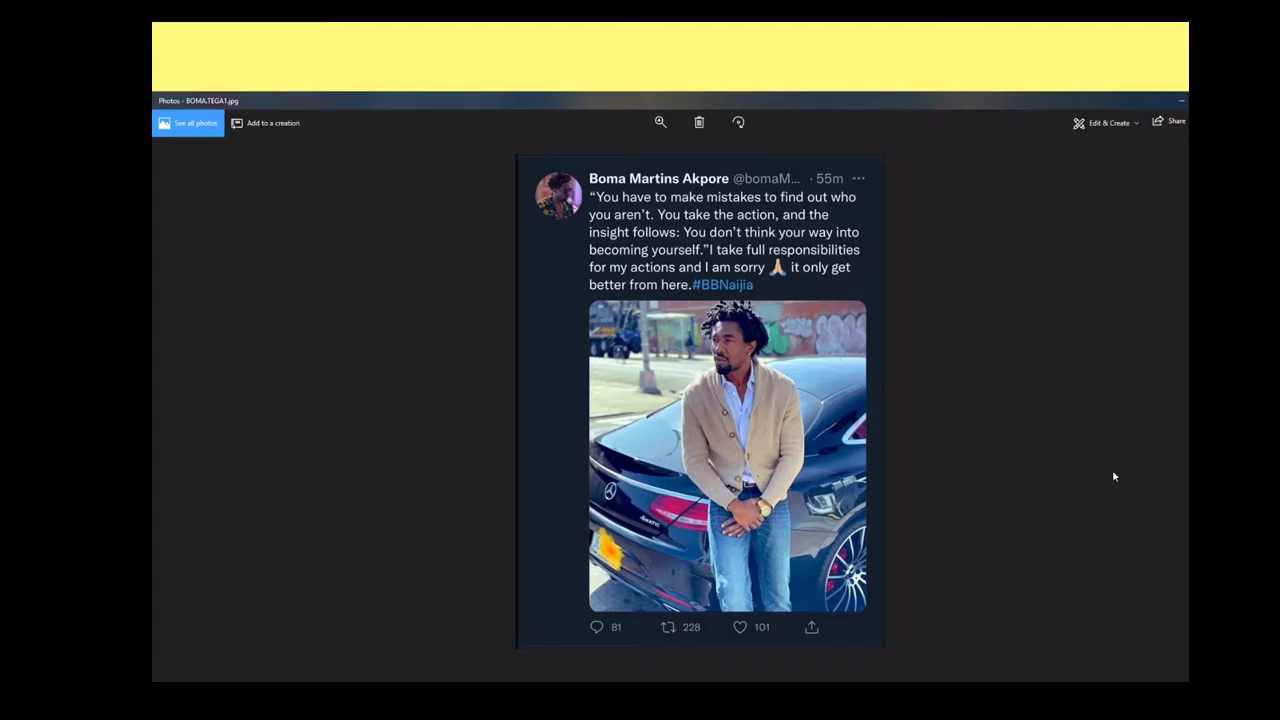 Photos - BOMA.TEGA1.jpg
See all photos
Add to a creation
Edit & Create
Share
Boma Martins Akpore @bomaM... · 55m
“You have to make mistakes to find out who
you aren’t. You take the action, and the
insight follows: You don’t think your way into
becoming yourself.”I take full responsibilities
for my actions and I am sorry 🙏🏼 it only get
better from here.#BBNaijia
4MATIC
81
228
101